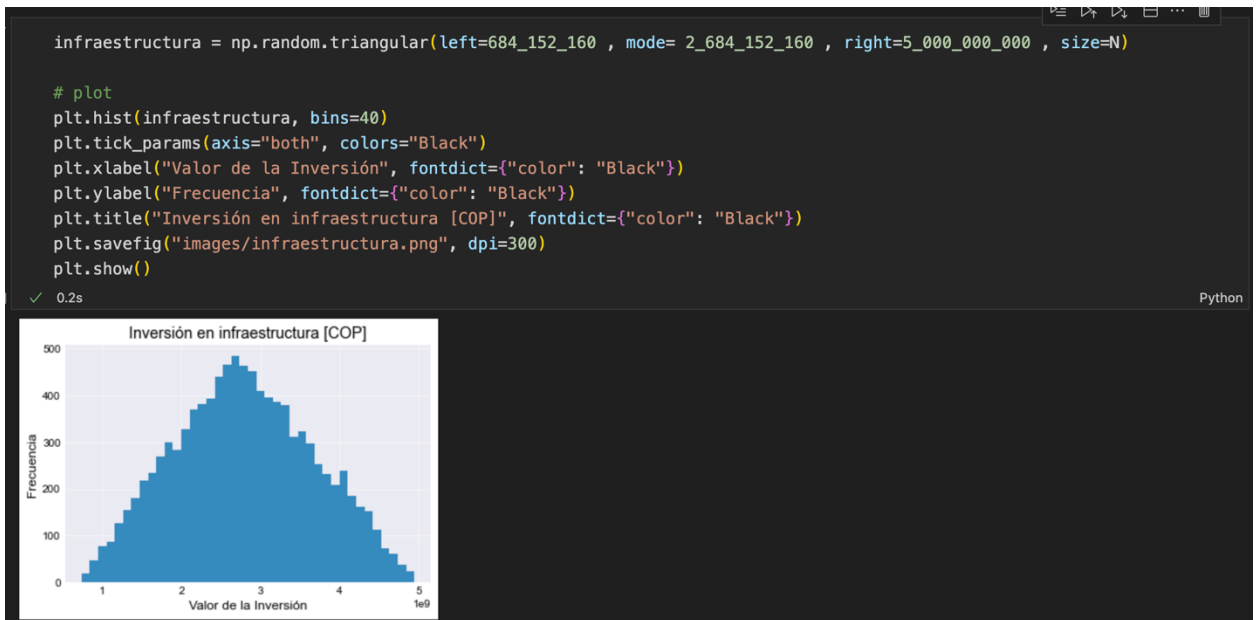 infraestructura = np.random.triangular(left=684_152_160 , mode= 2_684_152_160 , right=5_000_000_000 , size=N)
# plot
plt.hist(infraestructura, bins=40)
plt.tick_params(axis="both", colors="Black")
plt.xlabel("Valor de la Inversión", fontdict={"color": "Black"})
plt.ylabel("Frecuencia", fontdict={"color": "Black"})
plt.title("Inversión en infraestructura [COP]", fontdict={"color": "Black"})
plt.savefig("images/infraestructura.png", dpi=300)
plt.show()
0.2s
Python
Inversión en infraestructura [COP]
500
400
300
200
100
0
Frecuencia
1 2 3 4 5
1e9
Valor de la Inversión